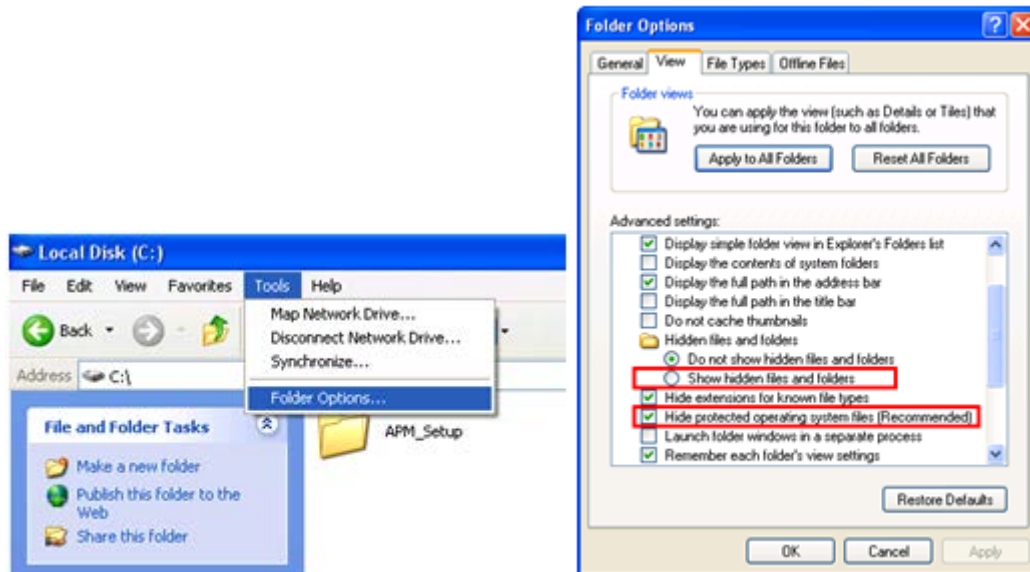 Local Disk (C:)
File Edit View Favorites Tools Help
Back
Map Network Drive...
Disconnect Network Drive...
Synchronize...
Folder Options...
Address C:\
File and Folder Tasks
Make a new folder
Publish this folder to the
Web
Share this folder
APM_Setup
Folder Options
General View File Types Offline Files
Folder views
You can apply the view (such as Details or Tiles) that
you are using for this folder to all folders.
Apply to All Folders Reset All Folders
Advanced settings:
Display simple folder view in Explorer's Folders list
Display the contents of system folders
Display the full path in the address bar
Display the full path in the title bar
Do not cache thumbnails
Hidden files and folders
Do not show hidden files and folders
Show hidden files and folders
Hide extensions for known file types
Hide protected operating system files (Recommended)
Launch folder windows in a separate process
Remember each folder's view settings
Restore Defaults
OK Cancel Apply